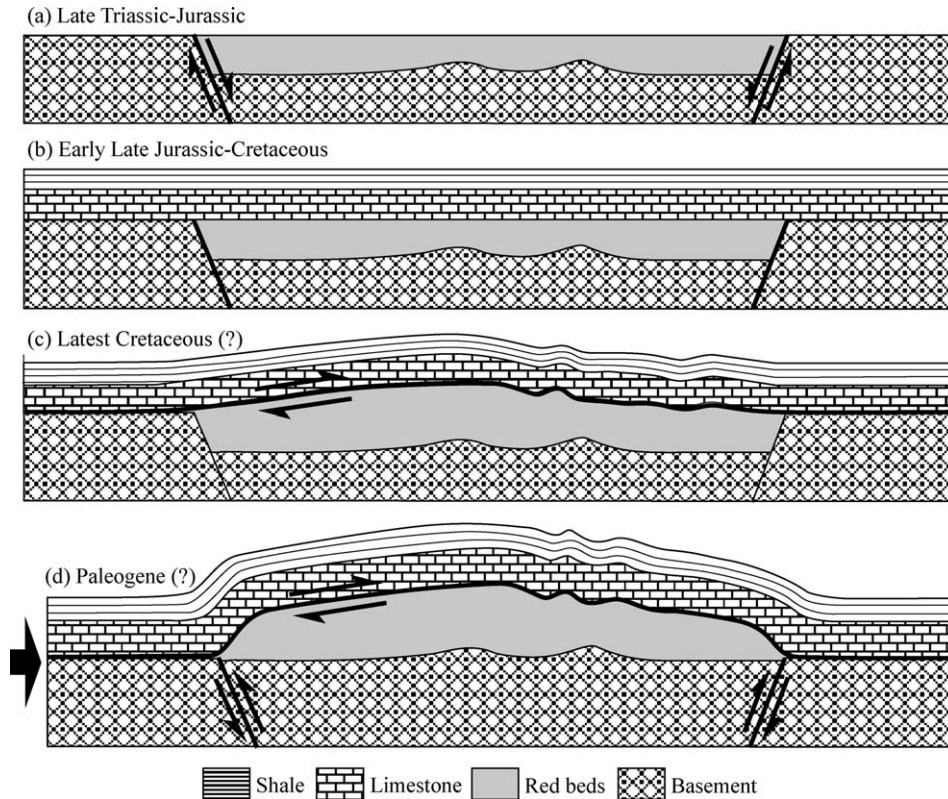 (a) Late Triassic-Jurassic
(b) Early Late Jurassic-Cretaceous
(c) Latest Cretaceous (?)
(d) Paleogene (?)
Shale Limestone Red beds Basement